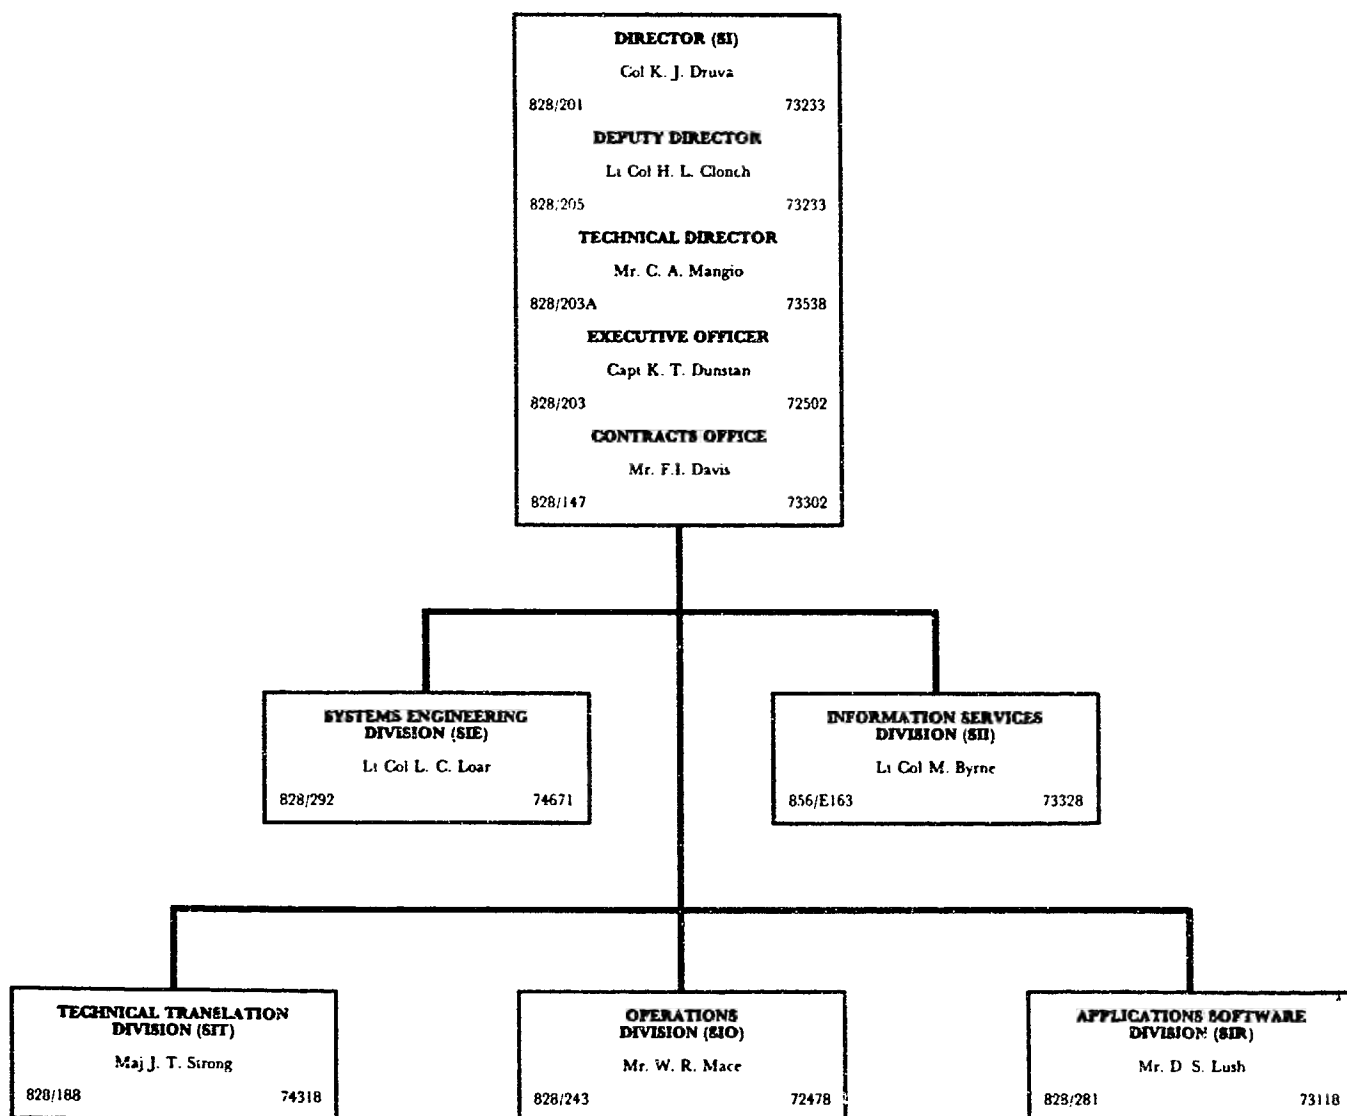 DIRECTOR (SI)
Col K. J. Druva
828/201 73233
DEPUTY DIRECTOR
Lt Col H. L. Clonch
828/205 73233
TECHNICAL DIRECTOR
Mr. C. A. Mangio
828/203A 73538
EXECUTIVE OFFICER
Capt K. T. Dunstan
828/203 72502
CONTRACTS OFFICE
Mr. F.I. Davis
828/147 73302
SYSTEMS ENGINEERING
DIVISION (SIE)
Lt Col L. C. Loar
828/292 74671
INFORMATION SERVICES
DIVISION (SII)
Lt Col M. Byrne
856/E163 73328
TECHNICAL TRANSLATION
DIVISION (SIT)
Maj J. T. Strong
828/188 74318
OPERATIONS
DIVISION (SIO)
Mr. W. R. Mace
828/243 72478
APPLICATIONS SOFTWARE
DIVISION (SIR)
Mr. D S. Lush
828/281 73118